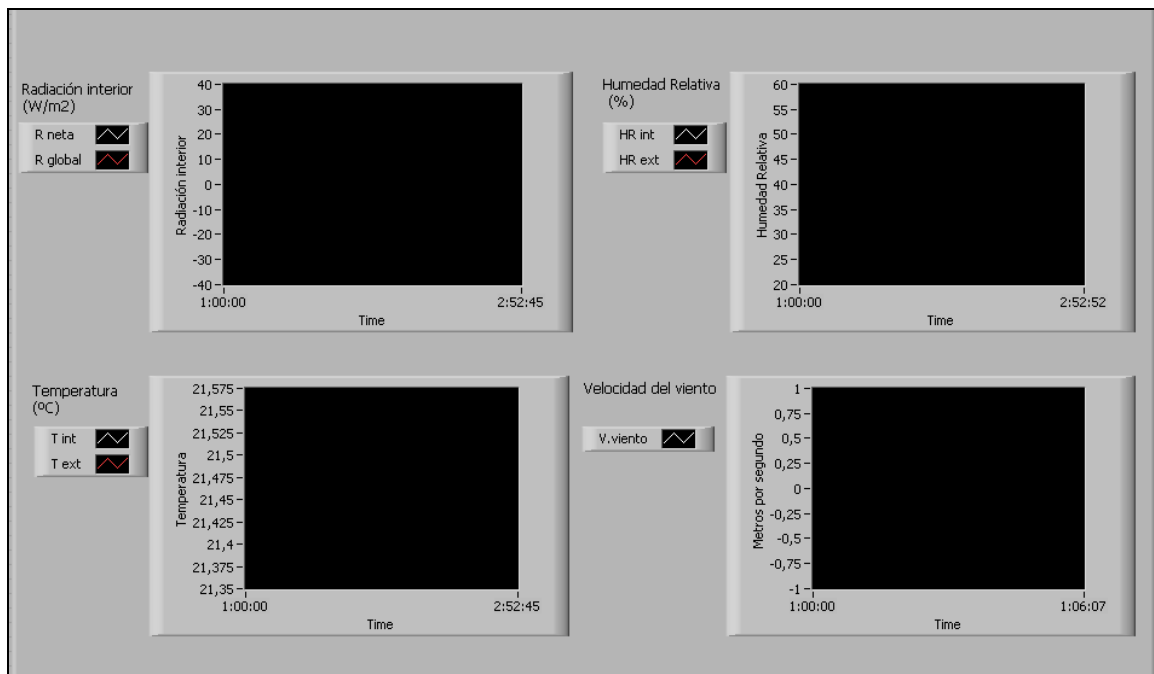 Radiación interior
(W/m2)
R neta
R global
Radiación interior
40
30
20
10
0
-10
-20
-30
-40
1:00:00
2:52:45
Time
Humedad Relativa
(%)
HR int
HR ext
Humedad Relativa
60
55
50
45
40
35
30
25
20
1:00:00
2:52:52
Time
Temperatura
(ºC)
T int
T ext
Temperatura
21,575
21,55
21,525
21,5
21,475
21,45
21,425
21,4
21,375
21,35
1:00:00
2:52:45
Time
Velocidad del viento
V.viento
Metros por segundo
1
0,75
0,5
0,25
0
-0,25
-0,5
-0,75
-1
1:00:00
1:06:07
Time